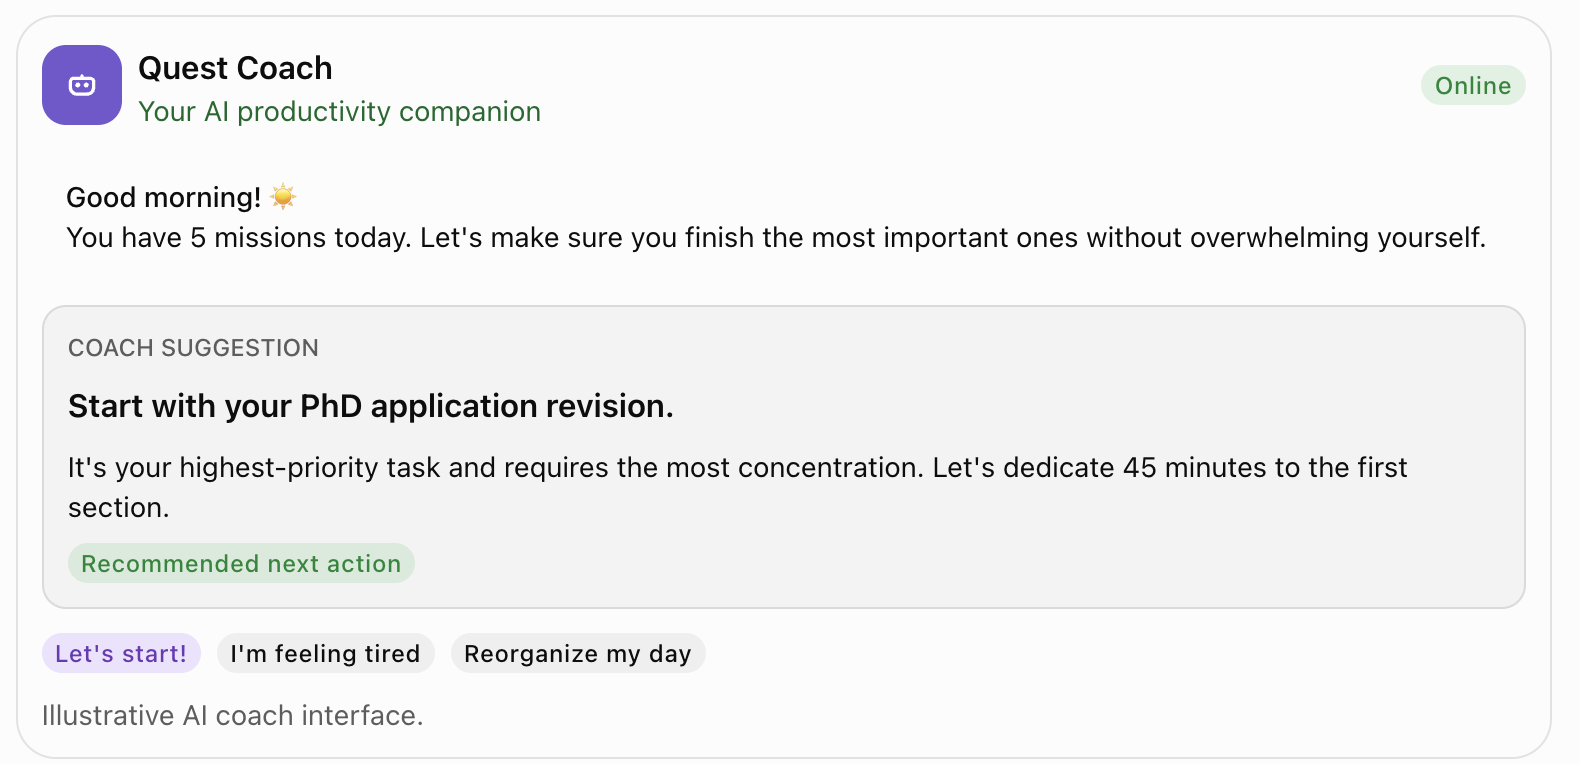 Quest Coach
Your AI productivity companion
Online
Good morning! ☀️
You have 5 missions today. Let's make sure you finish the most important ones without overwhelming yourself.
COACH SUGGESTION
Start with your PhD application revision.
It's your highest-priority task and requires the most concentration. Let's dedicate 45 minutes to the first
section.
Recommended next action
Let's start!
I'm feeling tired
Reorganize my day
Illustrative AI coach interface.